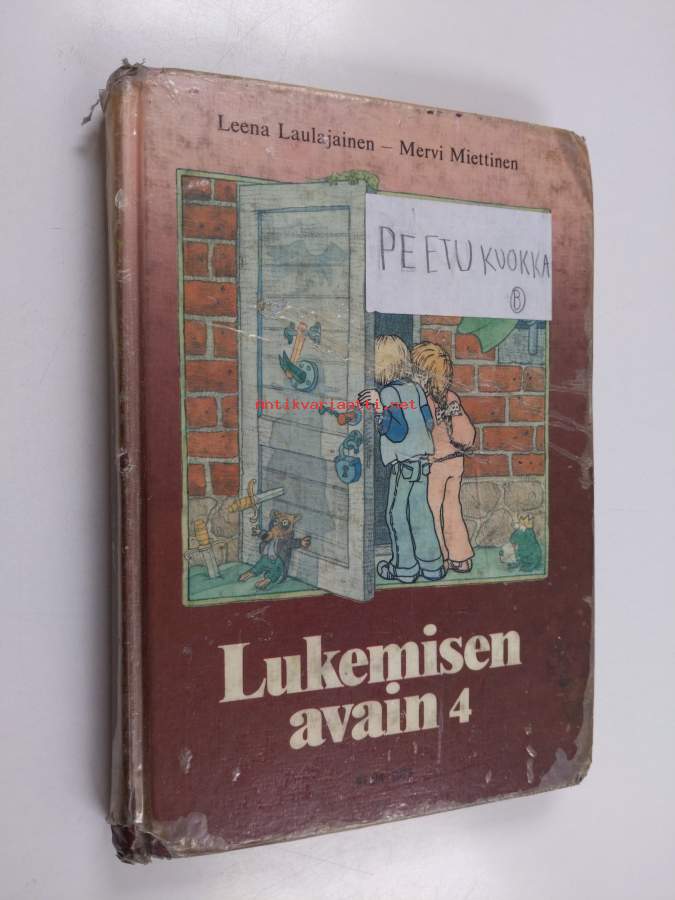 Leena Laulajainen – Mervi Miettinen
PEETU KUOKKA
B
antikvariaatti.net
Lukemisen
avain 4